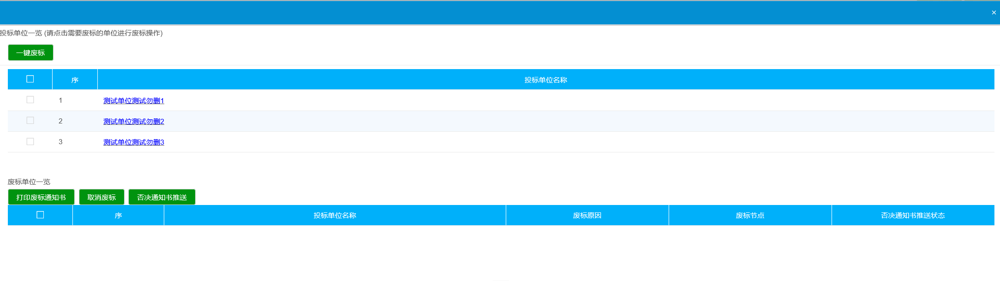 ×
投标单位一览 (请点击需要废标的单位进行废标操作)
一键废标
序 投标单位名称
1 测试单位测试勿删1
2 测试单位测试勿删2
3 测试单位测试勿删3
废标单位一览
打印废标通知书 取消废标 否决通知书推送
序 投标单位名称 废标原因 废标节点 否决通知书推送状态